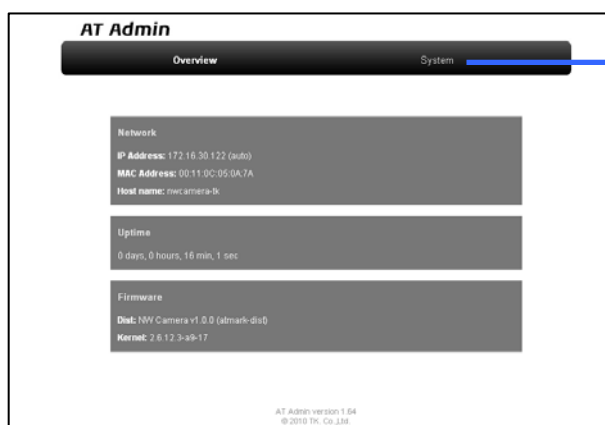 AT Admin
Overview System
Network
IP Address: 172.16.30.122 (auto)
MAC Address: 00:11:0C:05:0A:7A
Host name: nwcamera-tk
Uptime
0 days, 0 hours, 16 min, 1 sec
Firmware
Dist: NW Camera v1.0.0 (atmark-dist)
Kernel: 2.6.12.3-a9-17
AT Admin version 1.64
© 2010 TK. Co.,Ltd.